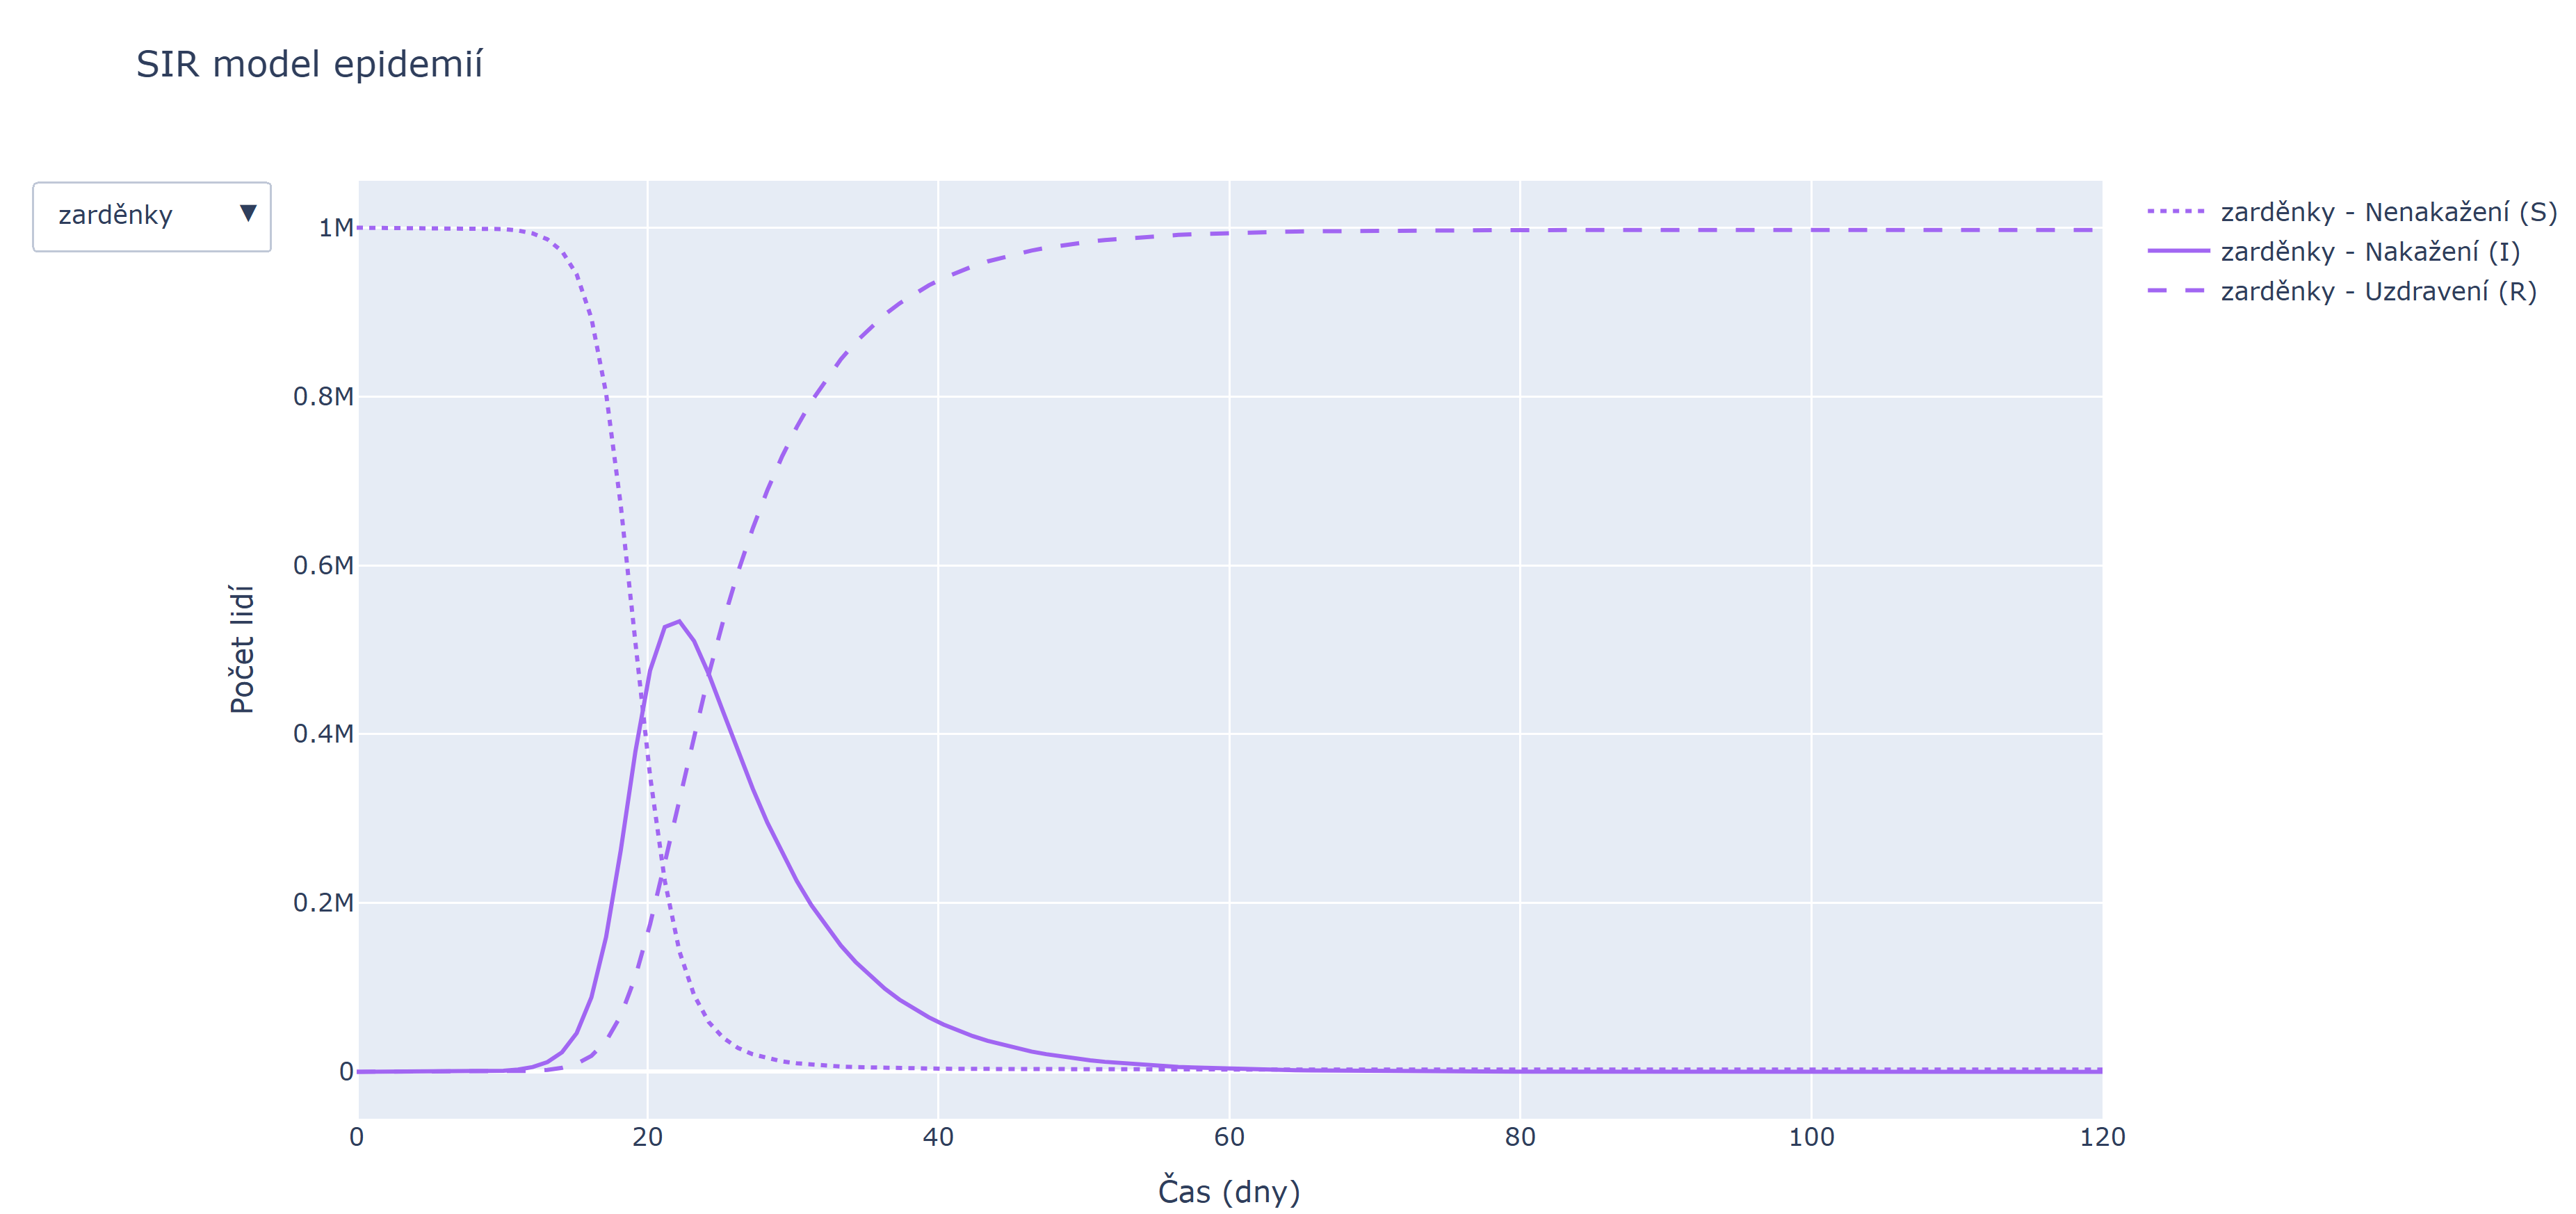 SIR model epidemií
zarděnky ▼
zarděnky - Nenakažení (S)
zarděnky - Nakažení (I)
zarděnky - Uzdravení (R)
1M
0.8M
0.6M
0.4M
0.2M
0
Počet lidí
0 20 40 60 80 100 120
Čas (dny)